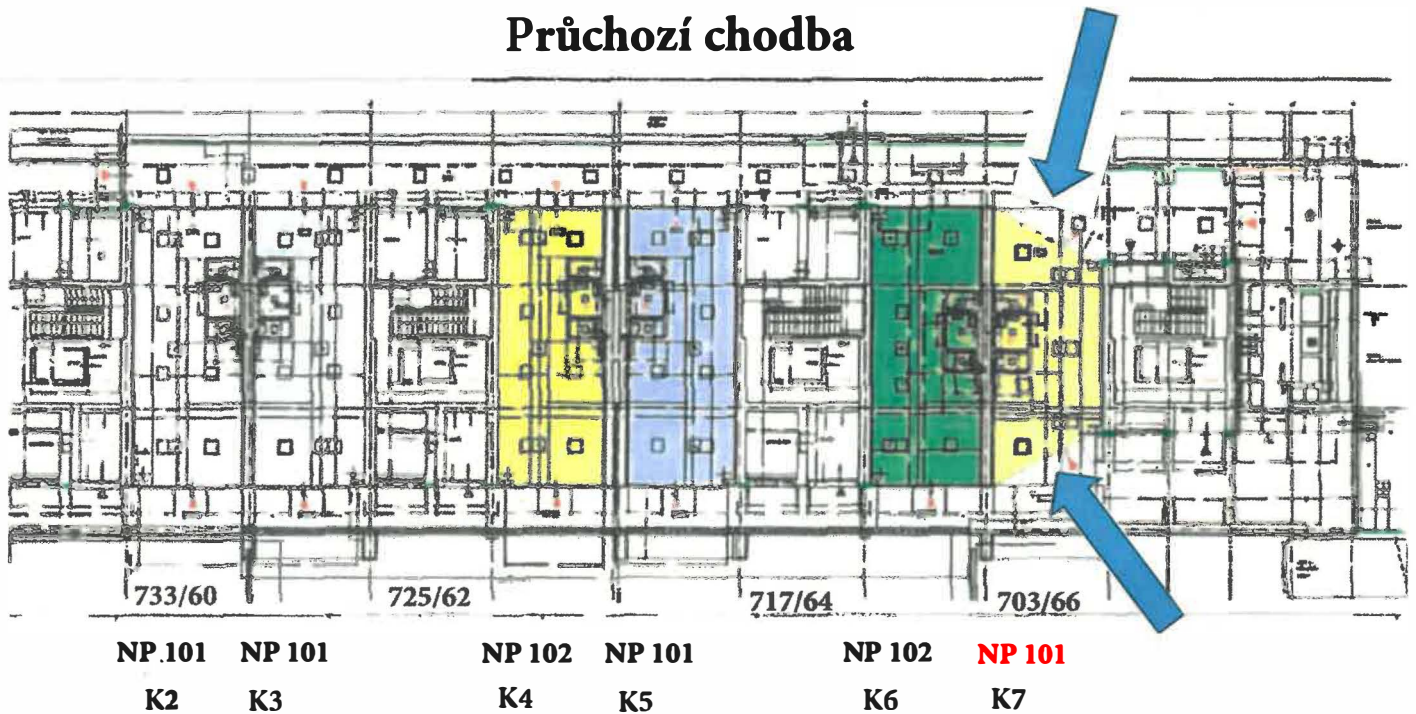 Průchozí chodba
733/60 725/62 717/64 703/66
NP.101 NP 101 NP 102 NP 101 NP 102 NP 101
K2 K3 K4 K5 K6 K7